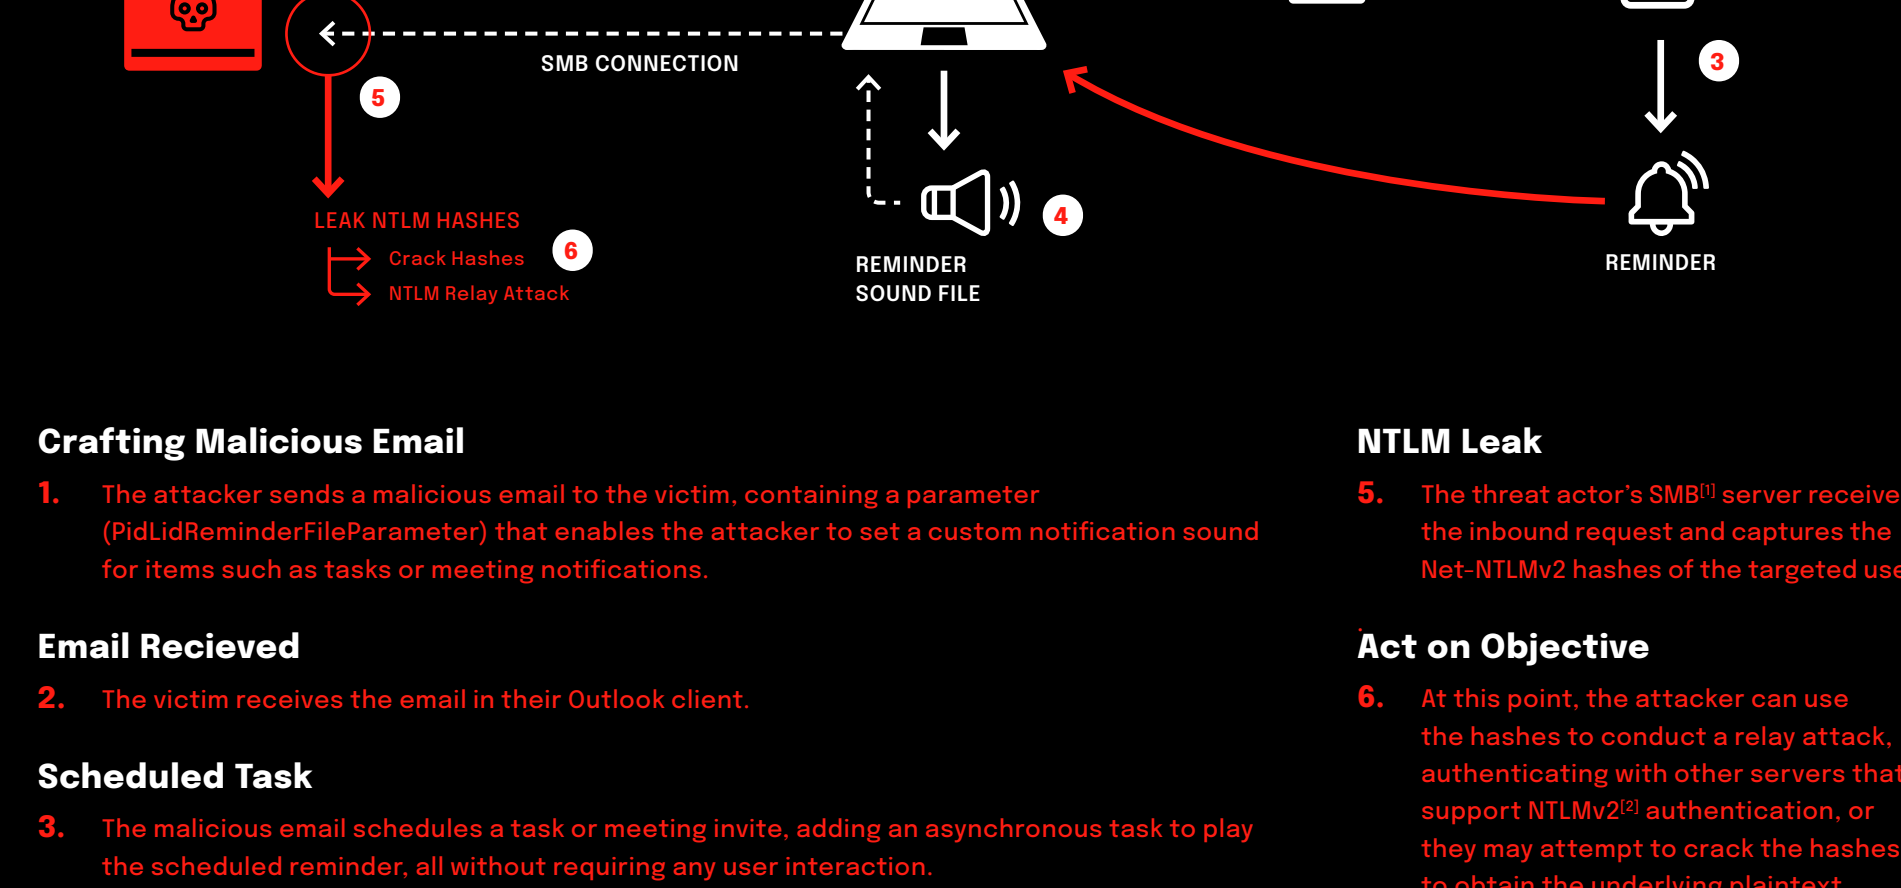 SMB CONNECTION
3
5
LEAK NTLM HASHES
Crack Hashes
6
NTLM Relay Attack
4
REMINDER
SOUND FILE
REMINDER
Crafting Malicious Email
1. The attacker sends a malicious email to the victim, containing a parameter
(PidLidReminderFileParameter) that enables the attacker to set a custom notification sound
for items such as tasks or meeting notifications.
Email Recieved
2. The victim receives the email in their Outlook client.
Scheduled Task
3. The malicious email schedules a task or meeting invite, adding an asynchronous task to play
the scheduled reminder, all without requiring any user interaction.
NTLM Leak
5. The threat actor’s SMB[1] server receive
the inbound request and captures the
Net-NTLMv2 hashes of the targeted use
Act on Objective
6. At this point, the attacker can use
the hashes to conduct a relay attack,
authenticating with other servers that
support NTLMv2[2] authentication, or
they may attempt to crack the hashes
to obtain the underlying plaintext